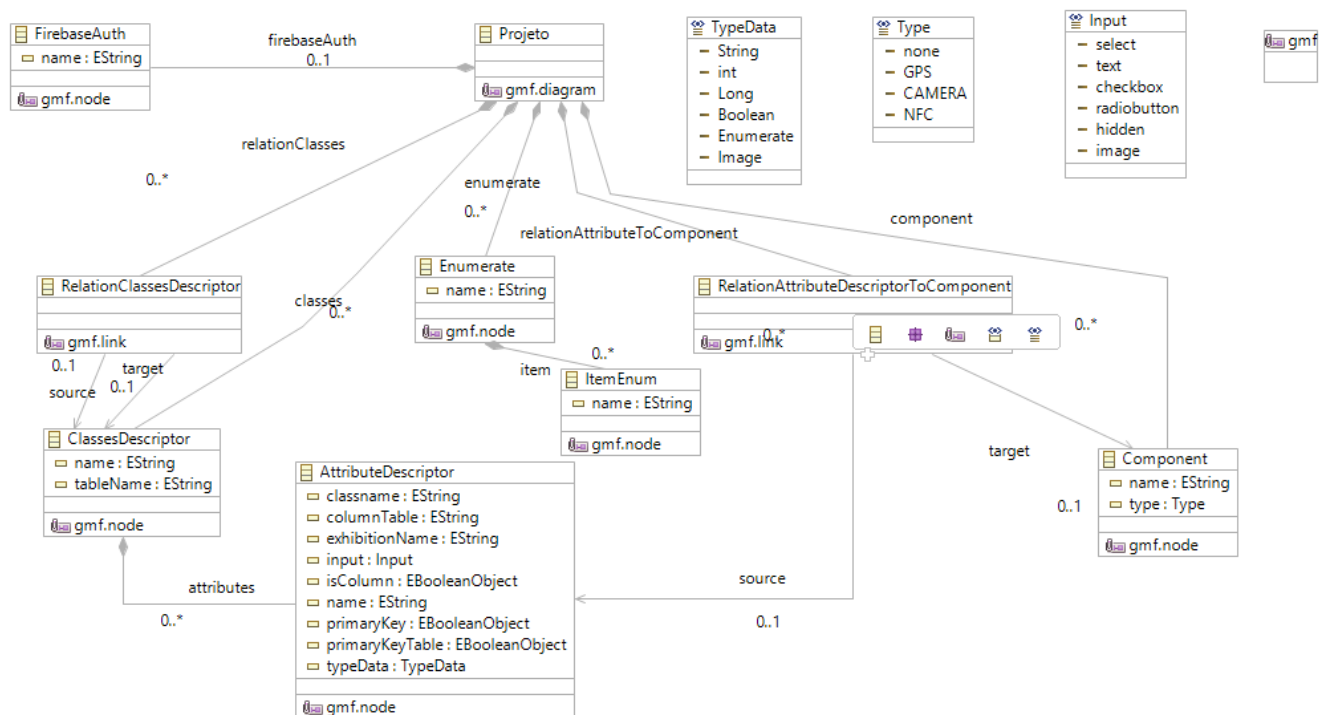 FirebaseAuth
name : EString
gmf.node
firebaseAuth
0..1
Projeto
gmf.diagram
TypeData
String
int
Long
Boolean
Enumerate
Image
Type
none
GPS
CAMERA
NFC
Input
select
text
checkbox
radiobutton
hidden
image
gmf
relationClasses
0..*
enumerate
0..*
relationAttributeToComponent
component
RelationClassesDescriptor
gmf.link
classes
0..*
Enumerate
name : EString
gmf.node
RelationAttributeDescriptorToComponent
gmf.link
0..*
0..*
0..1
source
target
0..1
item
0..*
ItemEnum
name : EString
gmf.node
ClassesDescriptor
name : EString
tableName : EString
gmf.node
attributes
0..*
AttributeDescriptor
classname : EString
columnTable : EString
exhibitionName : EString
input : Input
isColumn : EBooleanObject
name : EString
primaryKey : EBooleanObject
primaryKeyTable : EBooleanObject
typeData : TypeData
gmf.node
source
0..1
target
0..1
Component
name : EString
type : Type
gmf.node